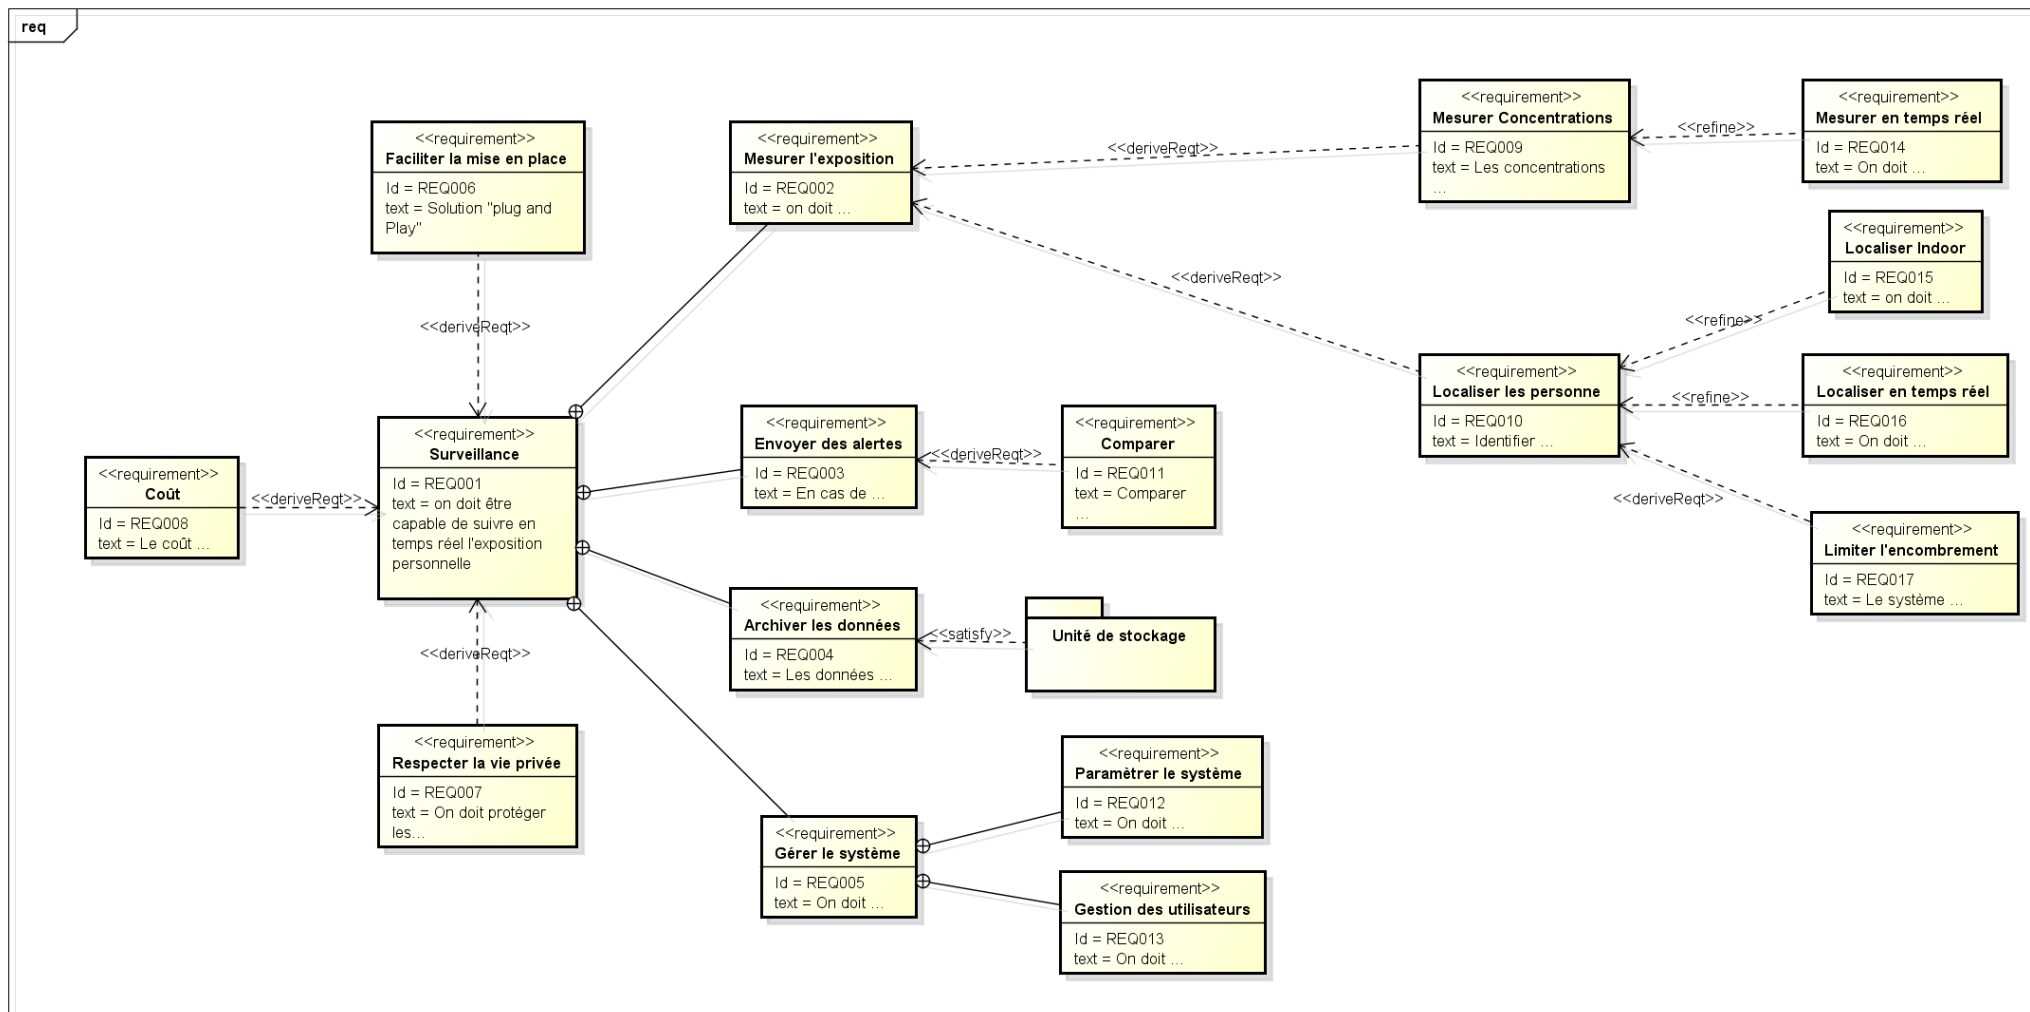 req
<<requirement>>
Faciliter la mise en place
Id = REQ006
text = Solution "plug and
Play"
<<deriveReqt>>
<<requirement>>
Coût
Id = REQ008
text = Le coût ...
<<deriveReqt>>
<<requirement>>
Surveillance
Id = REQ001
text = on doit être
capable de suivre en
temps réel l'exposition
personnelle
<<deriveReqt>>
<<requirement>>
Respecter la vie privée
Id = REQ007
text = On doit protéger
les...
<<requirement>>
Mesurer l'exposition
Id = REQ002
text = on doit ...
<<deriveReqt>>
<<requirement>>
Mesurer Concentrations
Id = REQ009
text = Les concentrations
...
<<refine>>
<<requirement>>
Mesurer en temps réel
Id = REQ014
text = On doit ...
<<deriveReqt>>
<<requirement>>
Localiser Indoor
Id = REQ015
text = on doit ...
<<refine>>
<<requirement>>
Localiser les personne
Id = REQ010
text = Identifier ...
<<refine>>
<<requirement>>
Localiser en temps réel
Id = REQ016
text = On doit ...
<<deriveReqt>>
<<requirement>>
Limiter l'encombrement
Id = REQ017
text = Le système ...
<<requirement>>
Envoyer des alertes
Id = REQ003
text = En cas de ...
<<deriveReqt>>
<<requirement>>
Comparer
Id = REQ011
text = Comparer
...
<<requirement>>
Archiver les données
Id = REQ004
text = Les données ...
<<satisfy>>
Unité de stockage
<<requirement>>
Gérer le système
Id = REQ005
text = On doit ...
<<requirement>>
Paramètrer le système
Id = REQ012
text = On doit ...
<<requirement>>
Gestion des utilisateurs
Id = REQ013
text = On doit ...